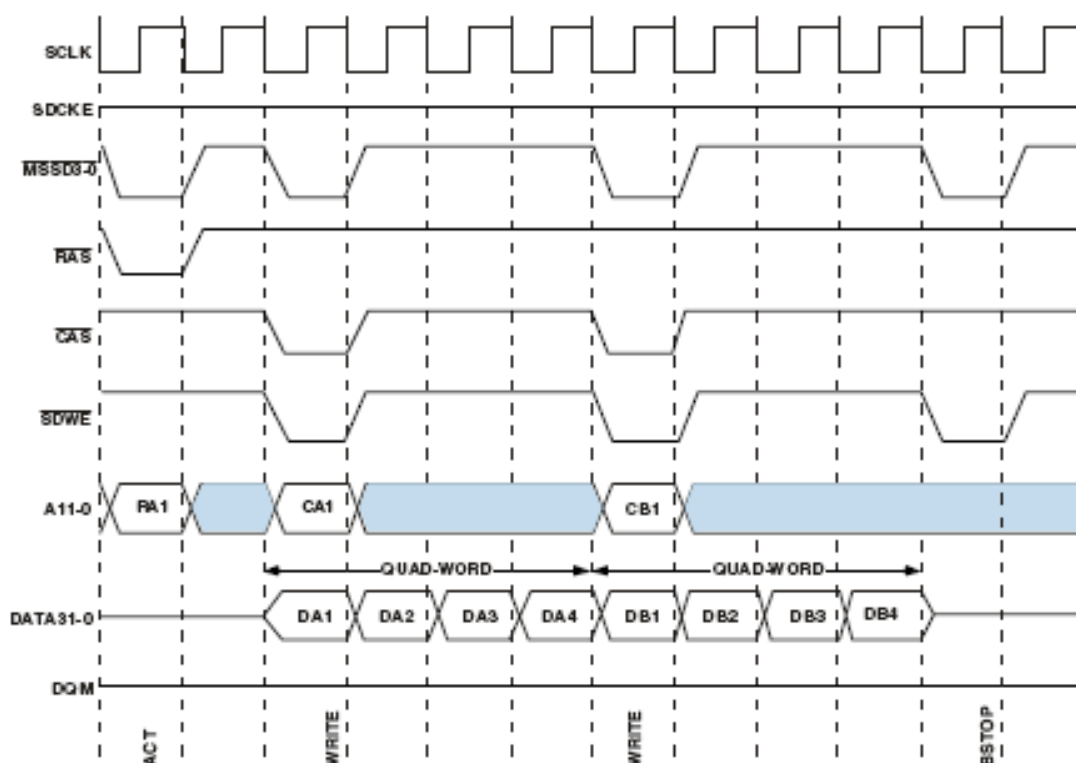 SCLK
SDCKE
MSSD3-0
RAS
CAS
SDWE
A11-0 RA1 CA1 CB1
QUAD-WORD QUAD-WORD
DATA31-0 DA1 DA2 DA3 DA4 DB1 DB2 DB3 DB4
DQM
ACT WRITE WRITE BSTOP